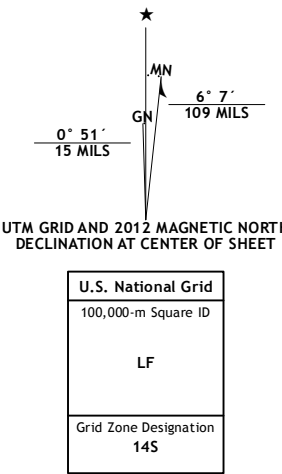 MN
GN
6° 7´
109 MILS
0° 51´
15 MILS
UTM GRID AND 2012 MAGNETIC NORTH
DECLINATION AT CENTER OF SHEET
U.S. National Grid
100,000-m Square ID
LF
Grid Zone Designation
14S